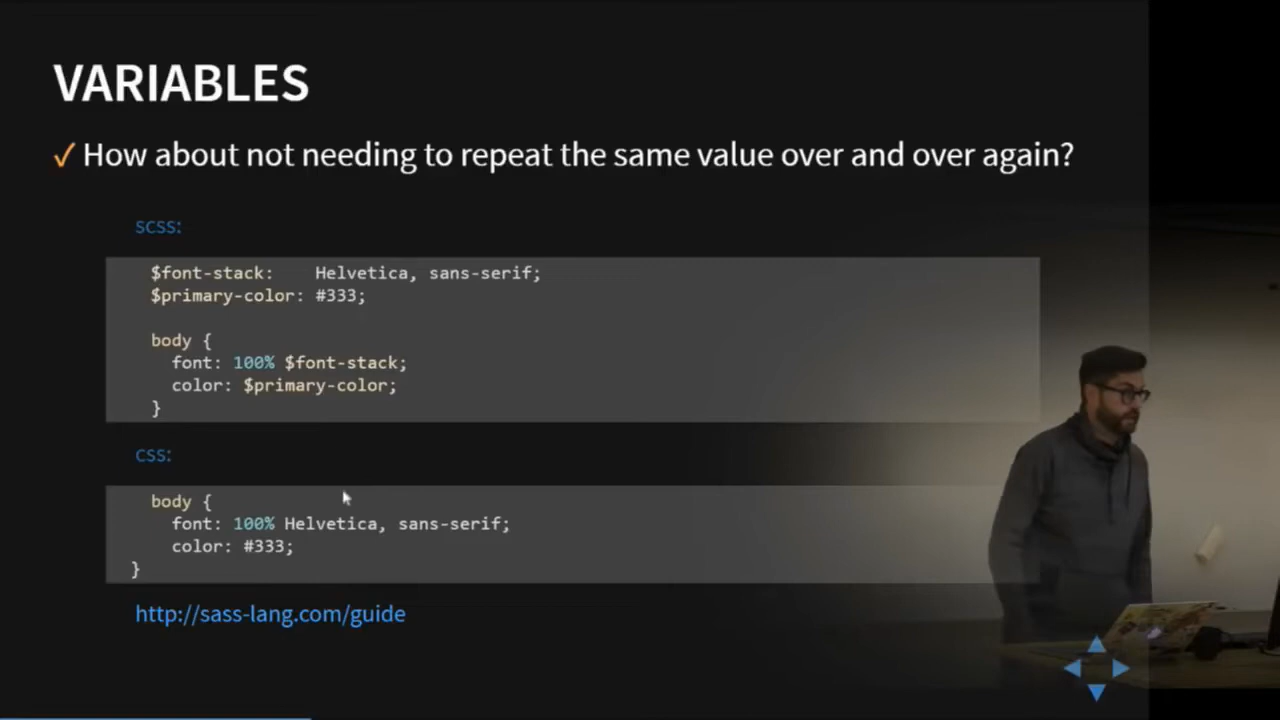 VARIABLES
✓ How about not needing to repeat the same value over and over again?
scss:
$font-stack:    Helvetica, sans-serif;
$primary-color: #333;
body {
  font: 100% $font-stack;
  color: $primary-color;
}
css:
body {
  font: 100% Helvetica, sans-serif;
  color: #333;
}
http://sass-lang.com/guide